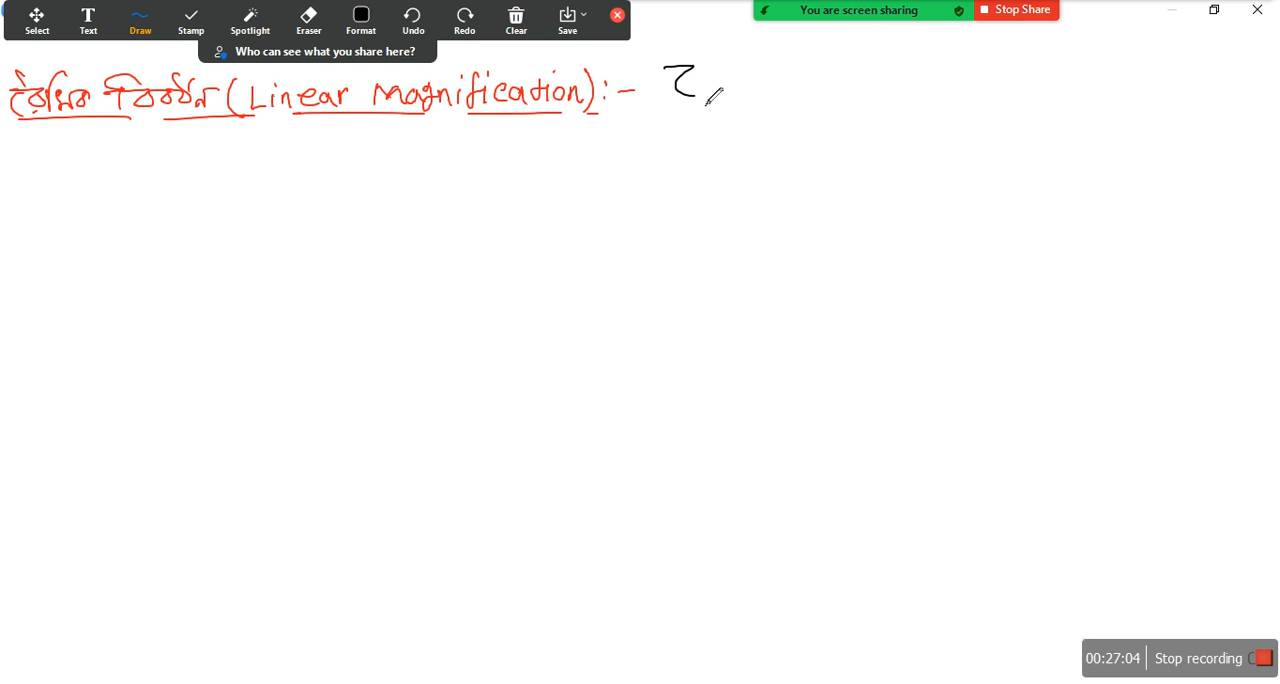 Select Text Draw Stamp Spotlight Eraser Format Undo Redo Clear Save
You are screen sharing Stop Share
Who can see what you share here?
রৈখিক বিবর্ধন (Linear Magnification):-
00:27:04 Stop recording